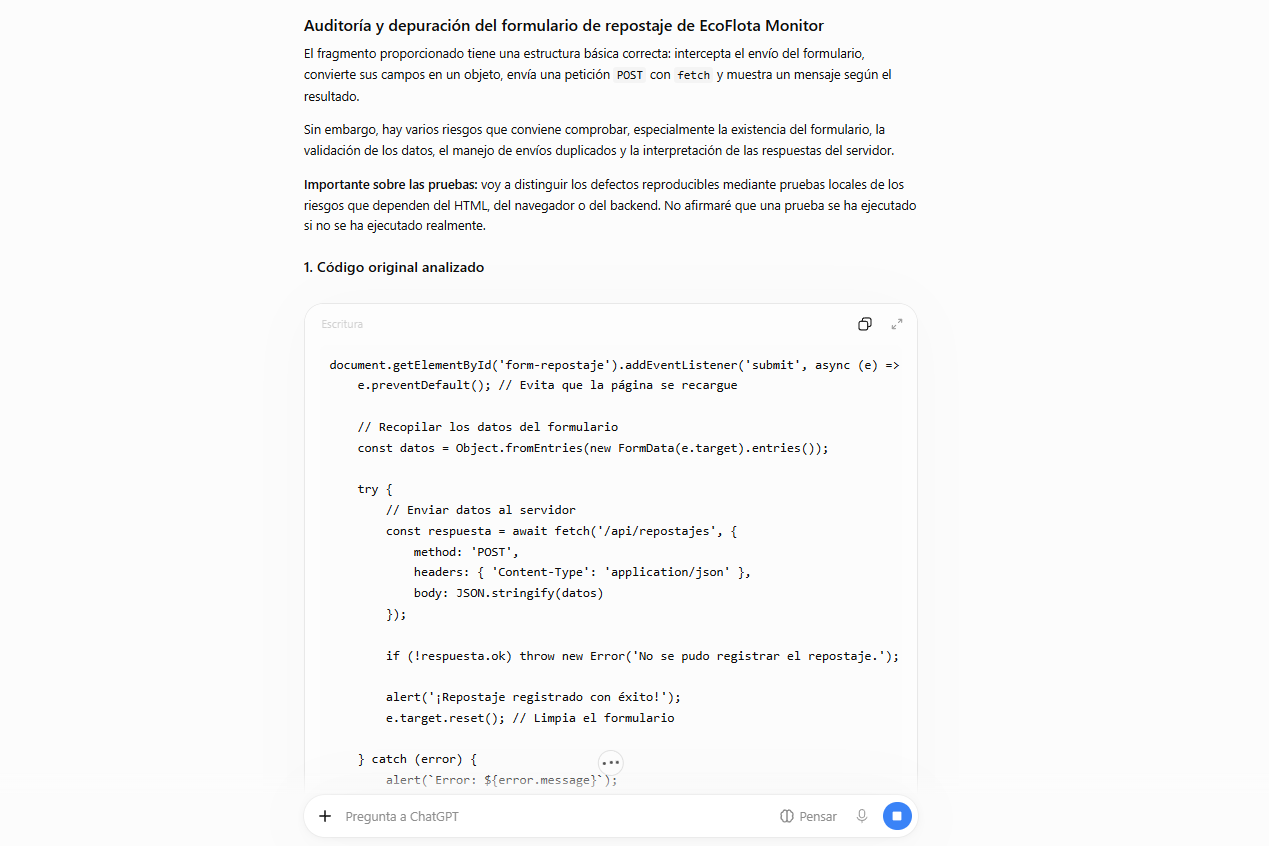 Auditoría y depuración del formulario de repostaje de EcoFlota Monitor
El fragmento proporcionado tiene una estructura básica correcta: intercepta el envío del formulario,
convierte sus campos en un objeto, envía una petición POST con fetch y muestra un mensaje según el
resultado.
Sin embargo, hay varios riesgos que conviene comprobar, especialmente la existencia del formulario, la
validación de los datos, el manejo de envíos duplicados y la interpretación de las respuestas del servidor.
Importante sobre las pruebas: voy a distinguir los defectos reproducibles mediante pruebas locales de los
riesgos que dependen del HTML, del navegador o del backend. No afirmaré que una prueba se ha ejecutado
si no se ha ejecutado realmente.
1. Código original analizado
Escritura
document.getElementById('form-repostaje').addEventListener('submit', async (e) =>
    e.preventDefault(); // Evita que la página se recargue
    // Recopilar los datos del formulario
    const datos = Object.fromEntries(new FormData(e.target).entries());
    try {
        // Enviar datos al servidor
        const respuesta = await fetch('/api/repostajes', {
            method: 'POST',
            headers: { 'Content-Type': 'application/json' },
            body: JSON.stringify(datos)
        });
        if (!respuesta.ok) throw new Error('No se pudo registrar el repostaje.');
        alert('¡Repostaje registrado con éxito!');
        e.target.reset(); // Limpia el formulario
    } catch (error) {
        alert(`Error: ${error.message}`);
Pregunta a ChatGPT
Pensar